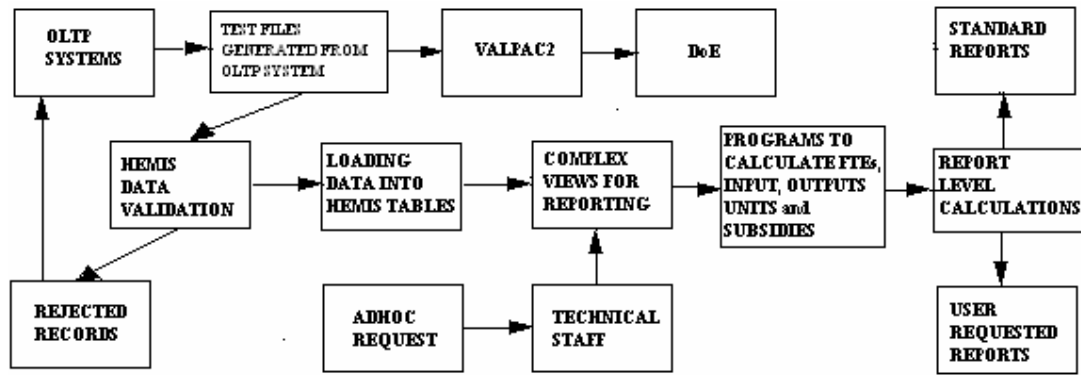 OLTP
SYSTEMS
TEST FILES
GENERATED FROM
OLTP SYSTEM
VALPAC2
DoE
STANDARD
REPORTS
HEMIS
DATA
VALIDATION
LOADING
DATA INTO
HEMIS TABLES
COMPLEX
VIEWS FOR
REPORTING
PROGRAMS TO
CALCULATE FTEs,
INPUT, OUTPUTS
UNITS and
SUBSIDIES
REPORT
LEVEL
CALCULATIONS
REJECTED
RECORDS
ADHOC
REQUEST
TECHNICAL
STAFF
USER
REQUESTED
REPORTS